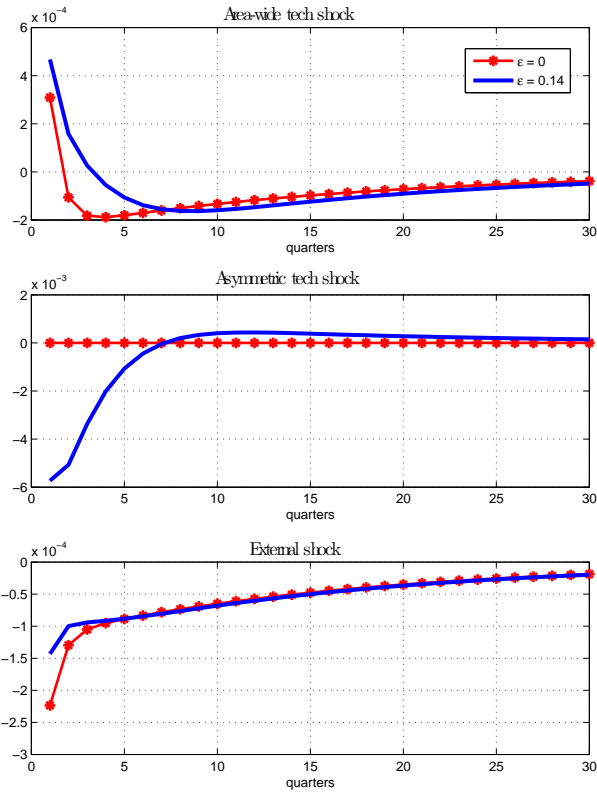 Area-wide tech shock
x 10⁻⁴
6
4
2
0
−2
0 5 10 15 20 25 30
quarters
ε = 0
ε = 0.14
Asymmetric tech shock
x 10⁻³
2
0
−2
−4
−6
0 5 10 15 20 25 30
quarters
External shock
x 10⁻⁴
0
−0.5
−1
−1.5
−2
−2.5
−3
0 5 10 15 20 25 30
quarters